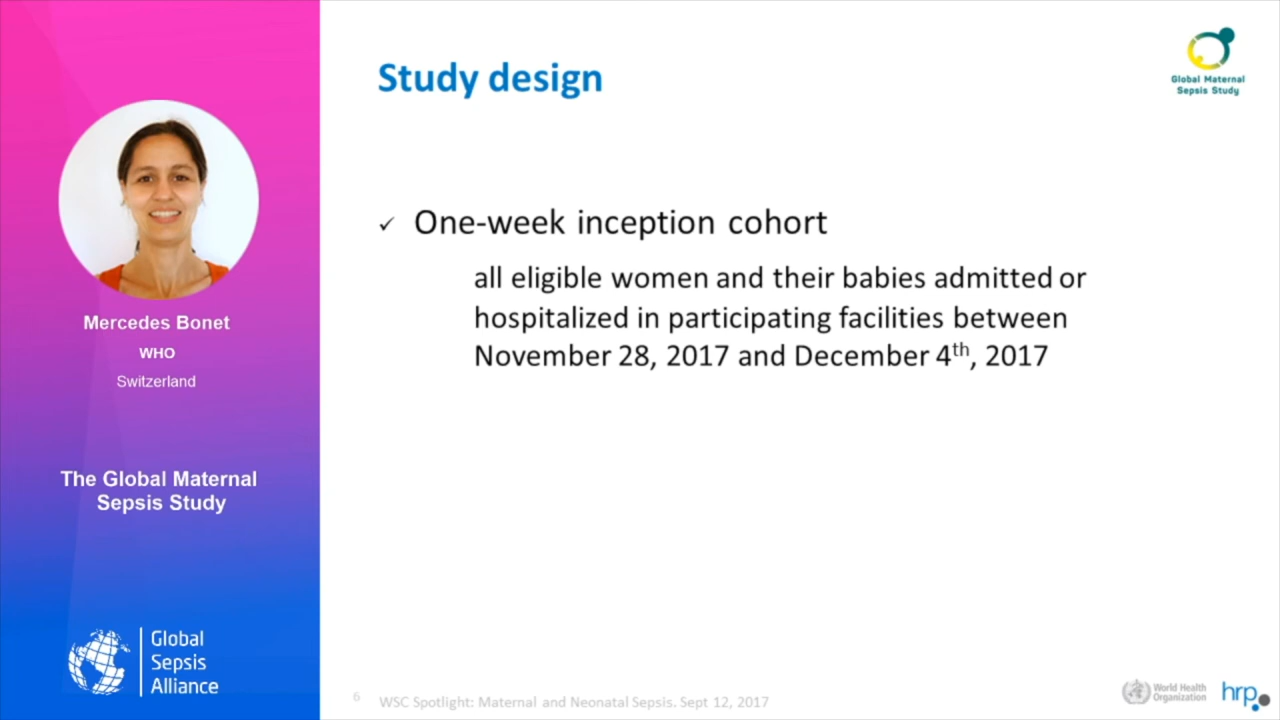 Study design
Global Maternal
Sepsis Study
Mercedes Bonet
WHO
Switzerland
The Global Maternal
Sepsis Study
Global
Sepsis
Alliance
✓ One-week inception cohort
all eligible women and their babies admitted or
hospitalized in participating facilities between
November 28, 2017 and December 4th, 2017
6 WSC Spotlight: Maternal and Neonatal Sepsis. Sept 12, 2017
World Health
Organization
hrp.